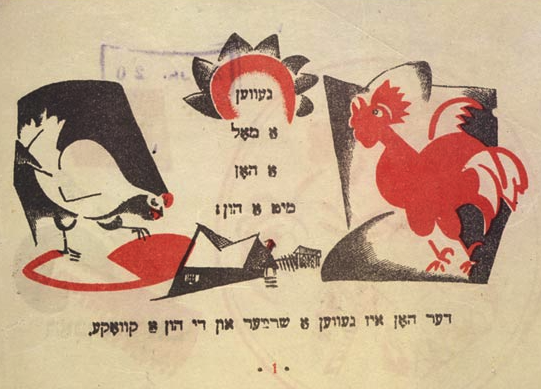 געווען
אַ מאָל
אַ האָן
מיט אַ הון:
דער האָן איז געווען אַ שרײַער און די הון אַ קוואָקע.
• 1 •